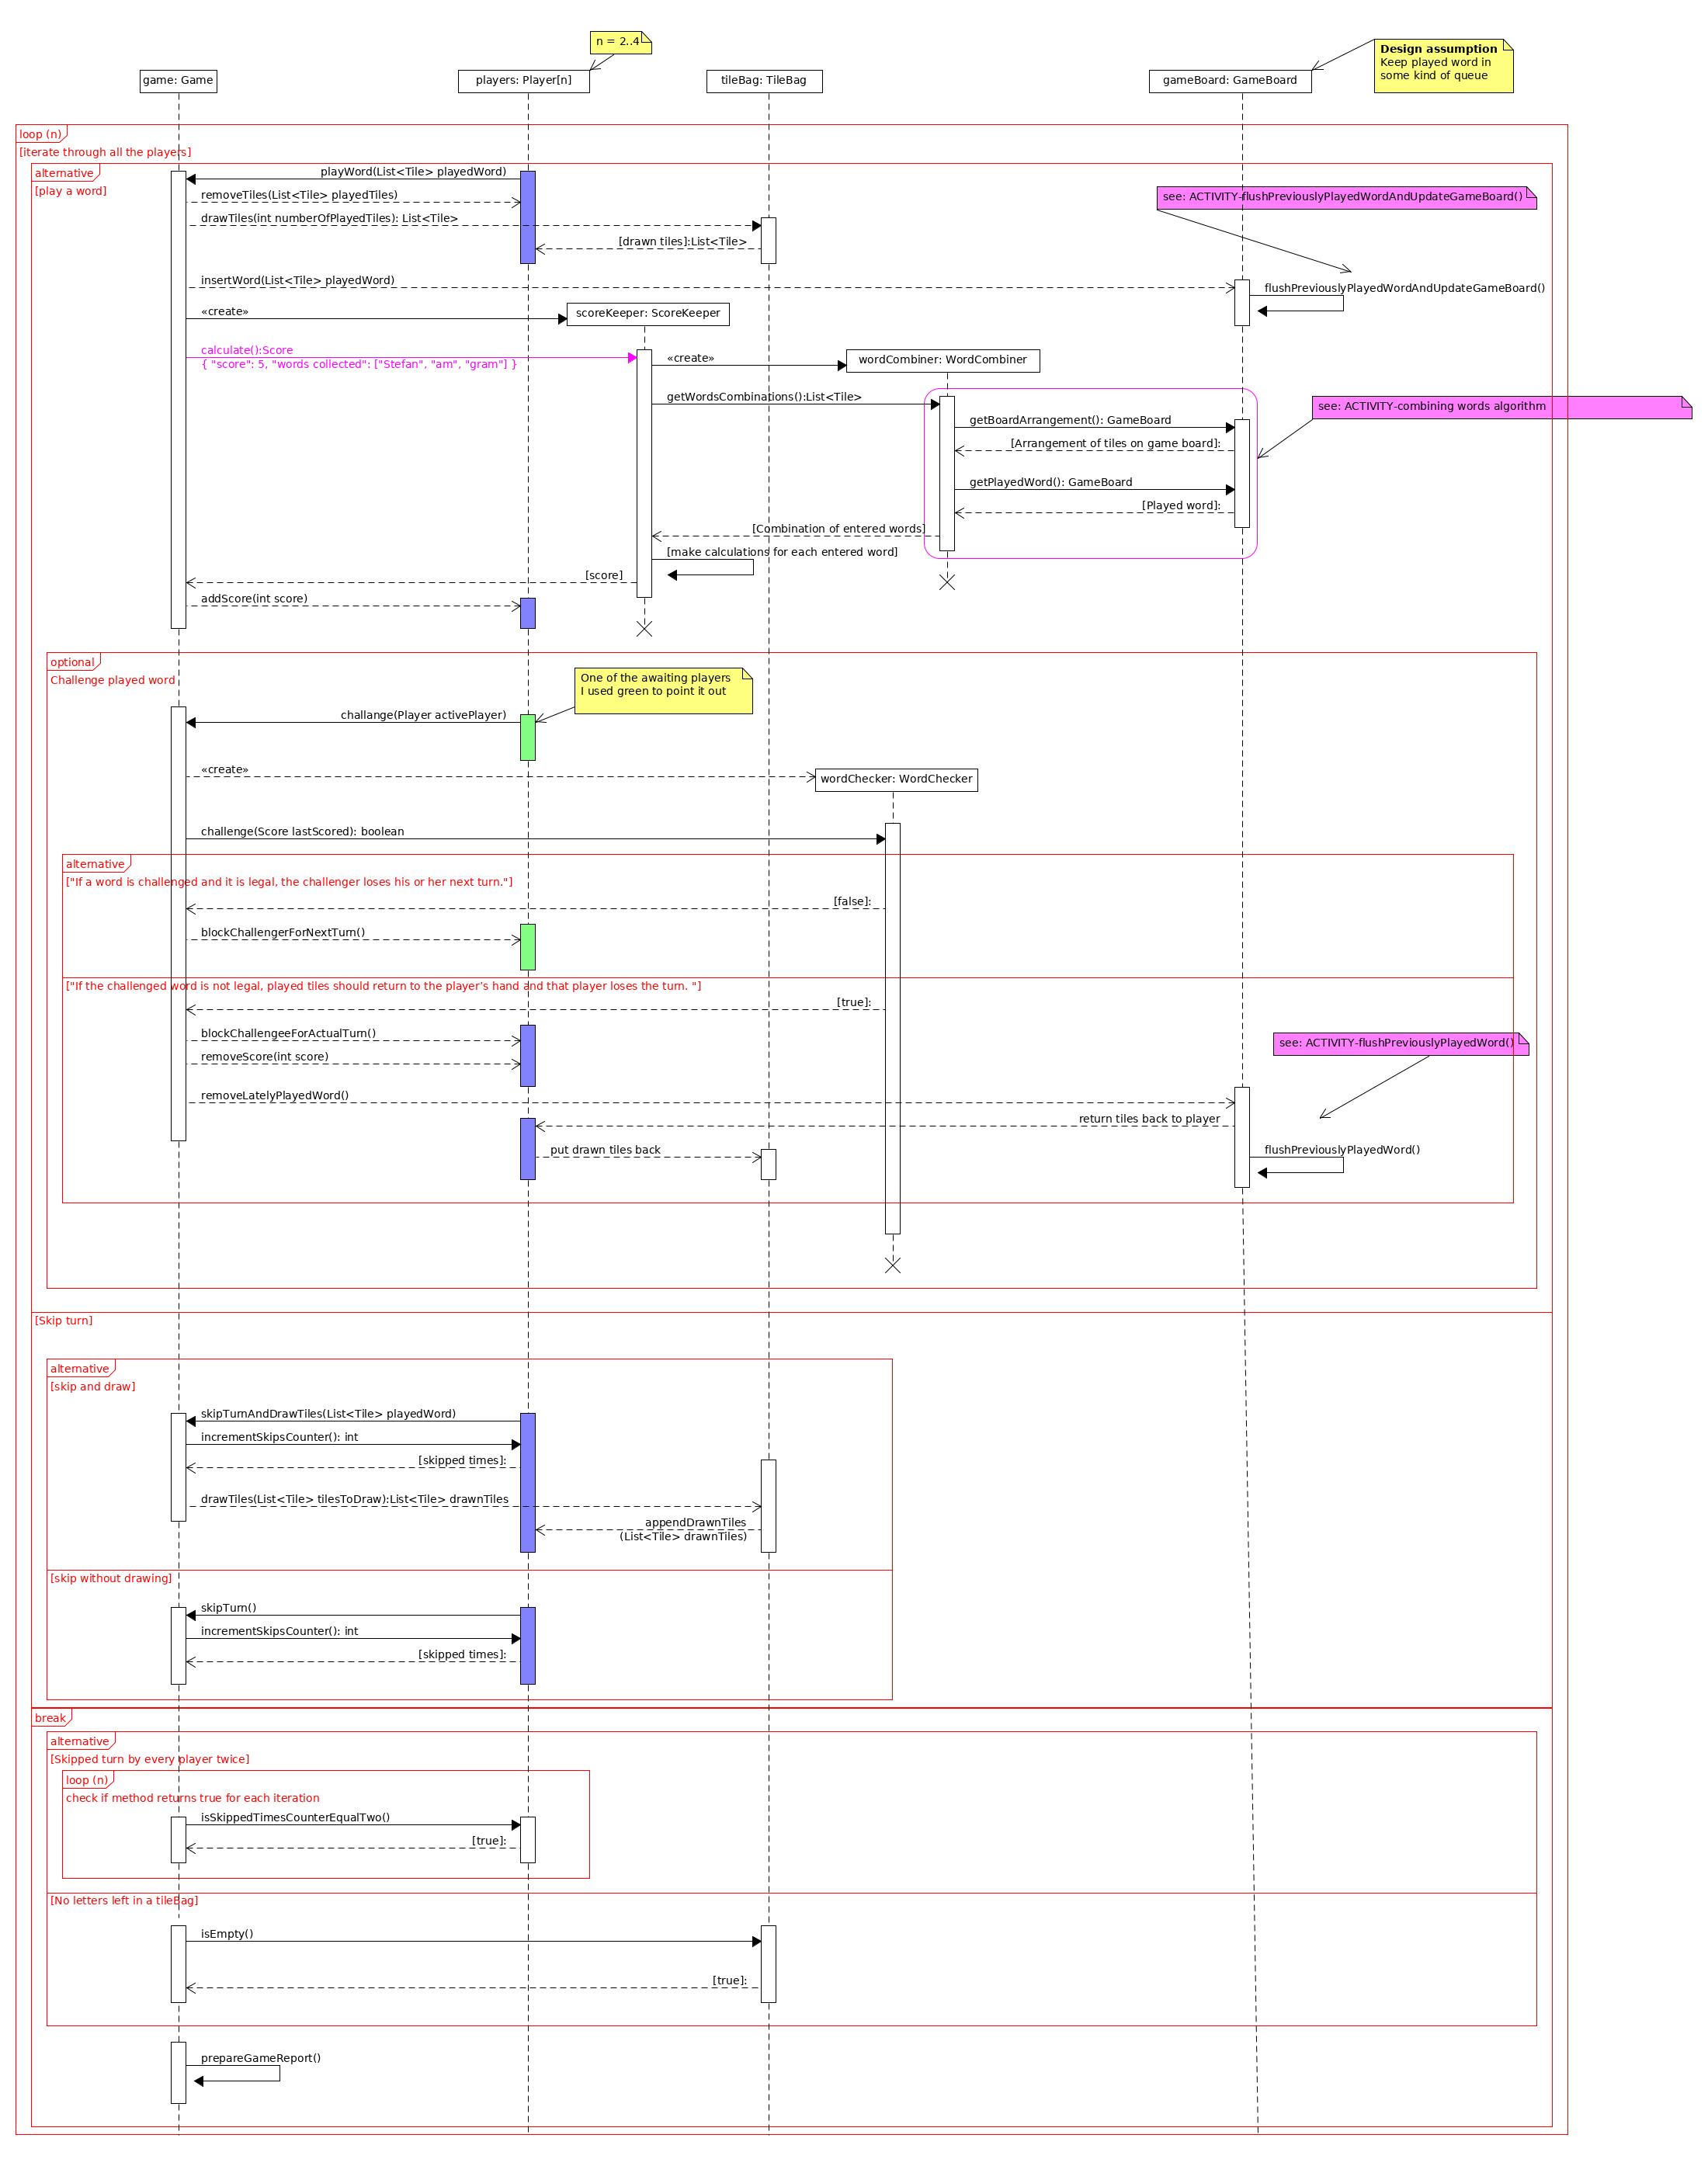 n = 2..4
Design assumption
Keep played word in
some kind of queue
game: Game
players: Player[n]
tileBag: TileBag
gameBoard: GameBoard
loop (n)
[iterate through all the players]
alternative
[play a word]
playWord(List<Tile> playedWord)
removeTiles(List<Tile> playedTiles)
see: ACTIVITY-flushPreviouslyPlayedWordAndUpdateGameBoard()
drawTiles(int numberOfPlayedTiles): List<Tile>
[drawn tiles]:List<Tile>
insertWord(List<Tile> playedWord)
flushPreviouslyPlayedWordAndUpdateGameBoard()
«create»
scoreKeeper: ScoreKeeper
calculate():Score
{ "score": 5, "words collected": ["Stefan", "am", "gram"] }
«create»
wordCombiner: WordCombiner
getWordsCombinations():List<Tile>
see: ACTIVITY-combining words algorithm
getBoardArrangement(): GameBoard
[Arrangement of tiles on game board]:
getPlayedWord(): GameBoard
[Played word]:
[Combination of entered words]
[make calculations for each entered word]
[score]
addScore(int score)
optional
Challenge played word
One of the awaiting players
I used green to point it out
challange(Player activePlayer)
«create»
wordChecker: WordChecker
challenge(Score lastScored): boolean
alternative
["If a word is challenged and it is legal, the challenger loses his or her next turn."]
[false]:
blockChallengerForNextTurn()
["If the challenged word is not legal, played tiles should return to the player's hand and that player loses the turn. "]
[true]:
blockChallengeeForActualTurn()
see: ACTIVITY-flushPreviouslyPlayedWord()
removeScore(int score)
removeLatelyPlayedWord()
return tiles back to player
put drawn tiles back
flushPreviouslyPlayedWord()
[Skip turn]
alternative
[skip and draw]
skipTurnAndDrawTiles(List<Tile> playedWord)
incrementSkipsCounter(): int
[skipped times]:
drawTiles(List<Tile> tilesToDraw):List<Tile> drawnTiles
appendDrawnTiles
(List<Tile> drawnTiles)
[skip without drawing]
skipTurn()
incrementSkipsCounter(): int
[skipped times]:
break
alternative
[Skipped turn by every player twice]
loop (n)
check if method returns true for each iteration
isSkippedTimesCounterEqualTwo()
[true]:
[No letters left in a tileBag]
isEmpty()
[true]:
prepareGameReport()